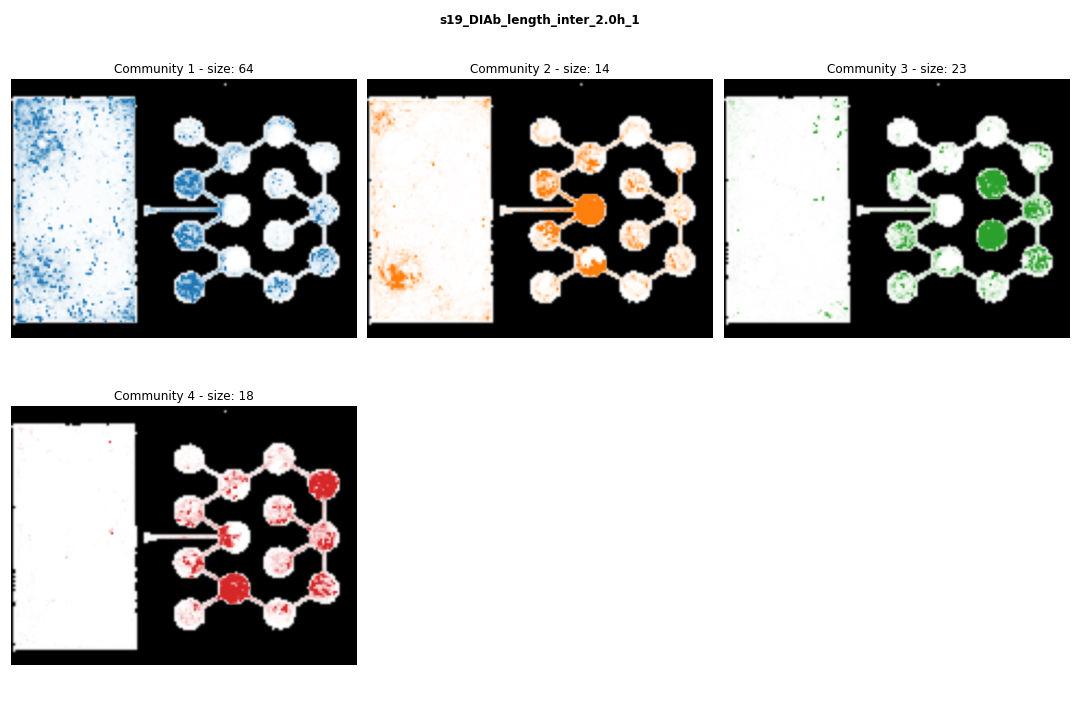 s19_DIAb_length_inter_2.0h_1
Community 1 - size: 64
Community 2 - size: 14
Community 3 - size: 23
Community 4 - size: 18